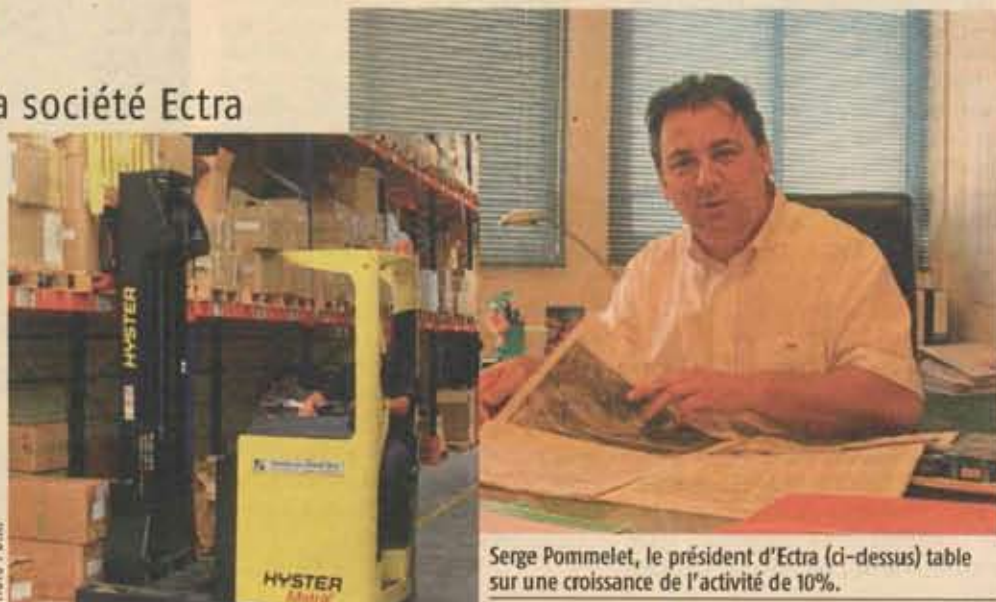 a société Ectra
HYSTER
HYSTER
Matrix
Serge Pommelet, le président d'Ectra (ci-dessus) table
sur une croissance de l'activité de 10%.